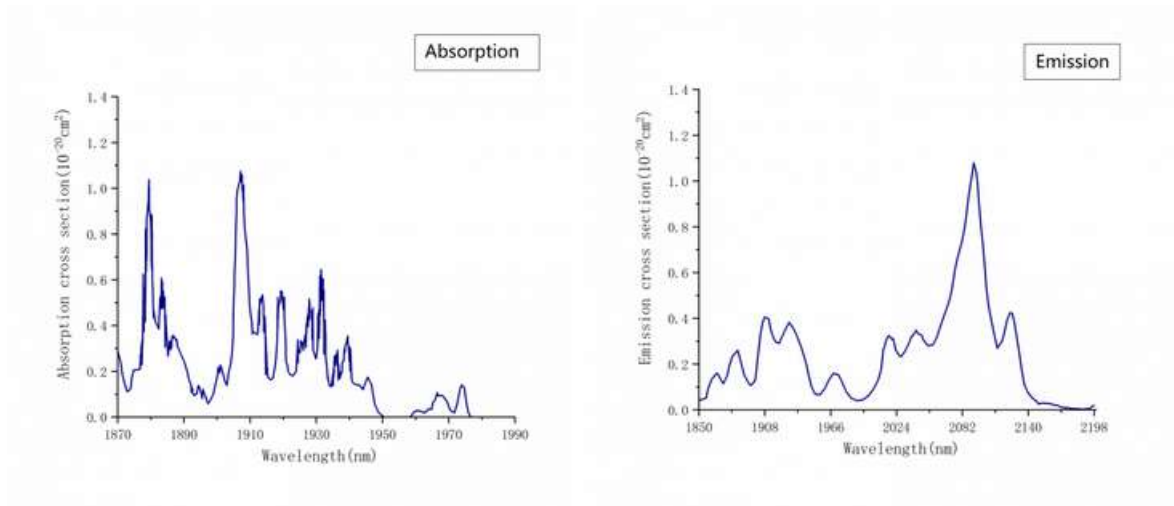 Absorption
Absorption cross section(10⁻²⁰cm²)
1.4
1.2
1.0
0.8
0.6
0.4
0.2
0.0
1870 1890 1910 1930 1950 1970 1990
Wavelength(nm)
Emission
Emission cross section(10⁻²⁰cm²)
1.4
1.2
1.0
0.8
0.6
0.4
0.2
0.0
1850 1908 1966 2024 2082 2140 2198
Wavelength(nm)